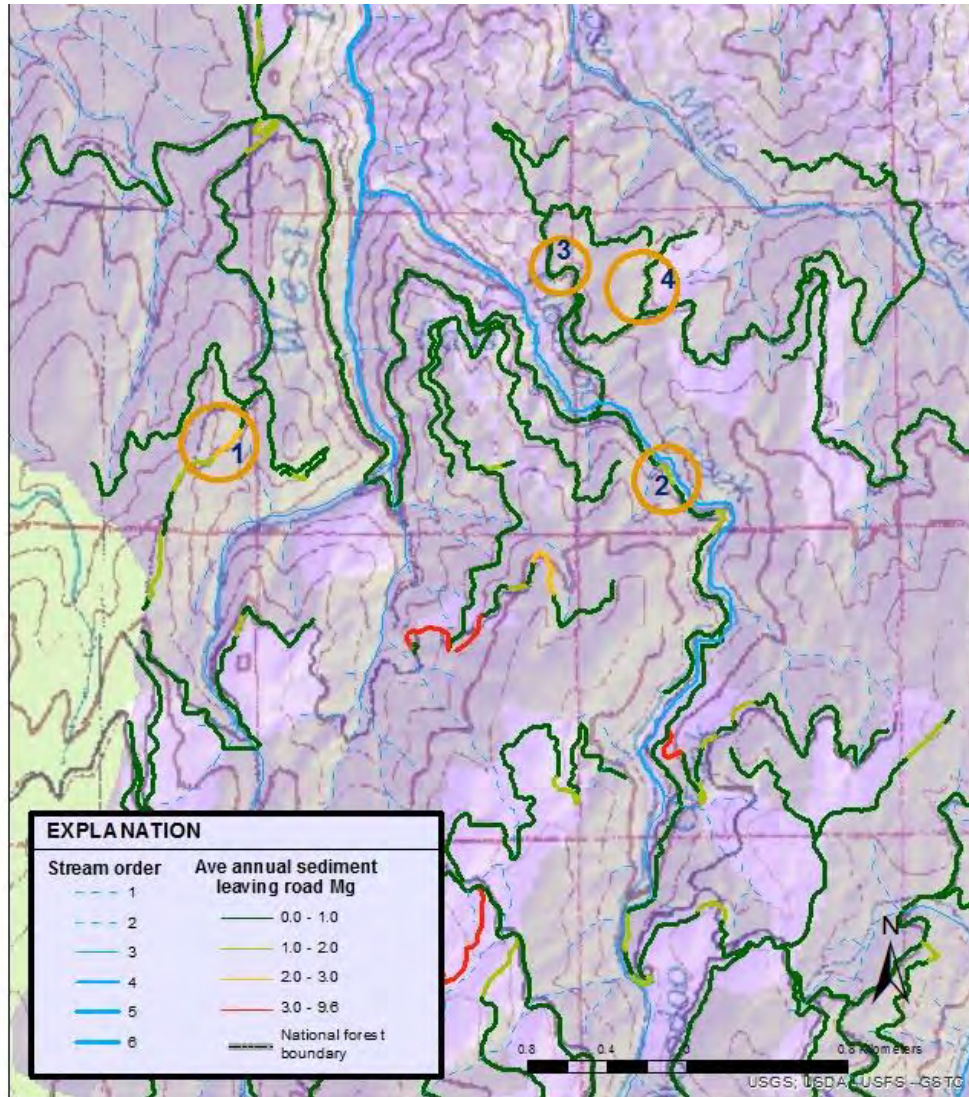 Mule
West
3
4
1
2
EXPLANATION
Stream order
1
2
3
4
5
6
Ave annual sediment
leaving road Mg
0.0 - 1.0
1.0 - 2.0
2.0 - 3.0
3.0 - 9.6
National forest
boundary
N
0.8 0.4 0 0.8 Kilometers
USGS; USDA - USFS - GSTC